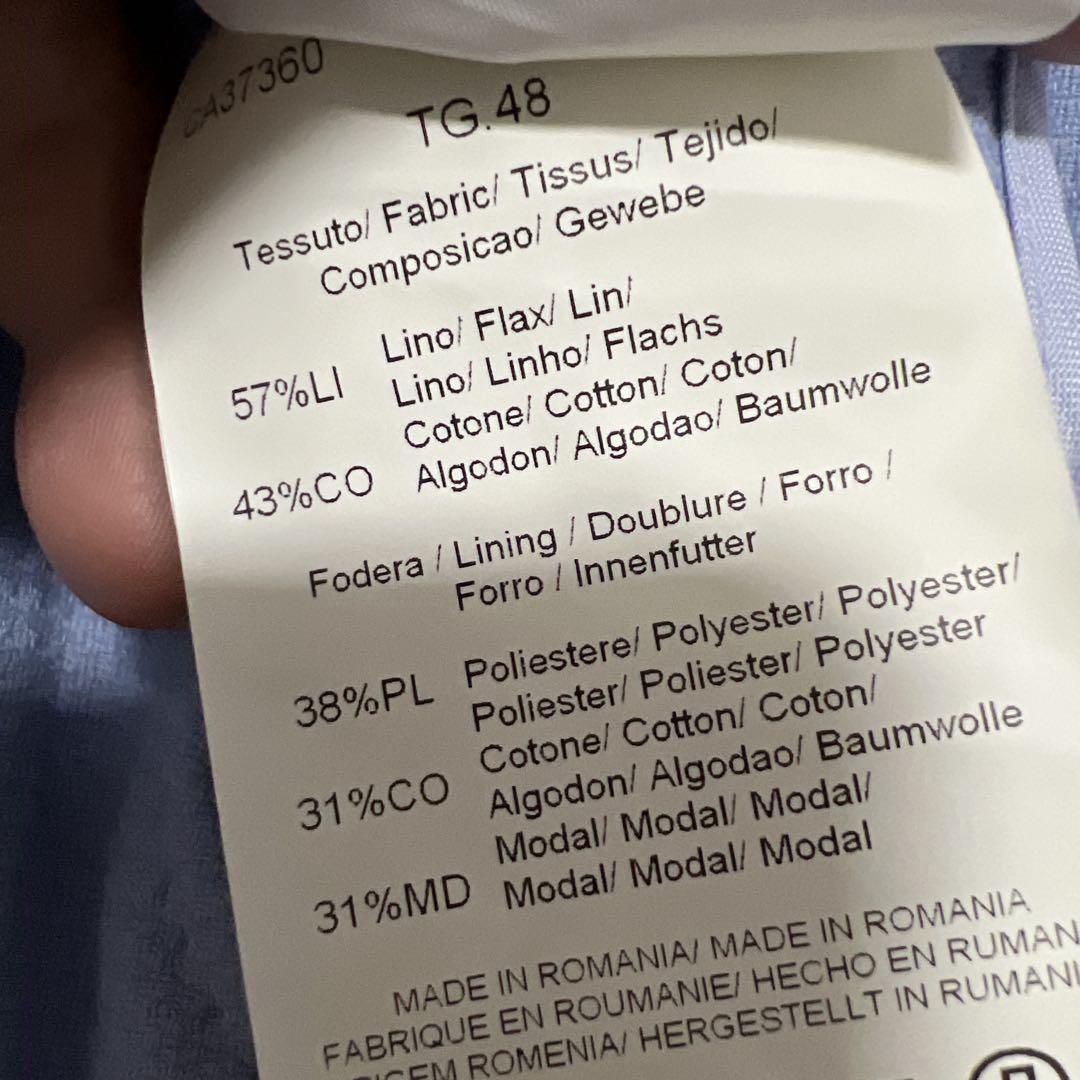 CA37360
TG.48
Tessuto/ Fabric/ Tissus/ Tejido/
Composicao/ Gewebe
Lino/ Flax/ Lin/
57%LI Lino/ Linho/ Flachs
Cotone/ Cotton/ Coton/
43%CO Algodon/ Algodao/ Baumwolle
Fodera / Lining / Doublure / Forro /
Forro / Innenfutter
Poliestere/ Polyester/ Polyester/
38%PL Poliester/ Poliester/ Polyester
Cotone/ Cotton/ Coton/
31%CO Algodon/ Algodao/ Baumwolle
Modal/ Modal/ Modal/
31%MD Modal/ Modal/ Modal
MADE IN ROMANIA/ MADE IN ROMANIA
FABRIQUE EN ROUMANIE/ HECHO EN RUMAN
ROMENIA/ HERGESTELLT IN RUMANI